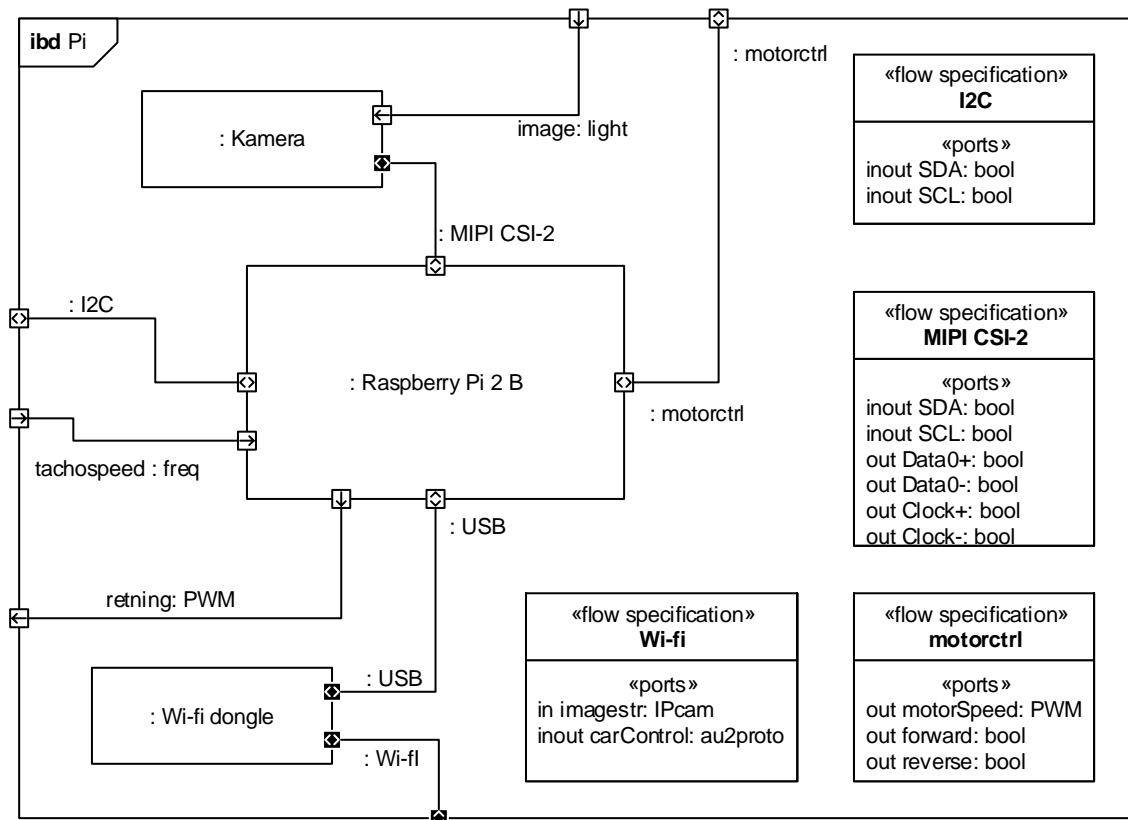 ibd Pi
: motorctrl
: Kamera
image: light
: MIPI CSI-2
: I2C
: Raspberry Pi 2 B
: motorctrl
tachospeed : freq
: USB
retning: PWM
: USB
: Wi-fi dongle
: Wi-fI
«flow specification»
I2C
«ports»
inout SDA: bool
inout SCL: bool
«flow specification»
MIPI CSI-2
«ports»
inout SDA: bool
inout SCL: bool
out Data0+: bool
out Data0-: bool
out Clock+: bool
out Clock-: bool
«flow specification»
Wi-fi
«ports»
in imagestr: IPcam
inout carControl: au2proto
«flow specification»
motorctrl
«ports»
out motorSpeed: PWM
out forward: bool
out reverse: bool